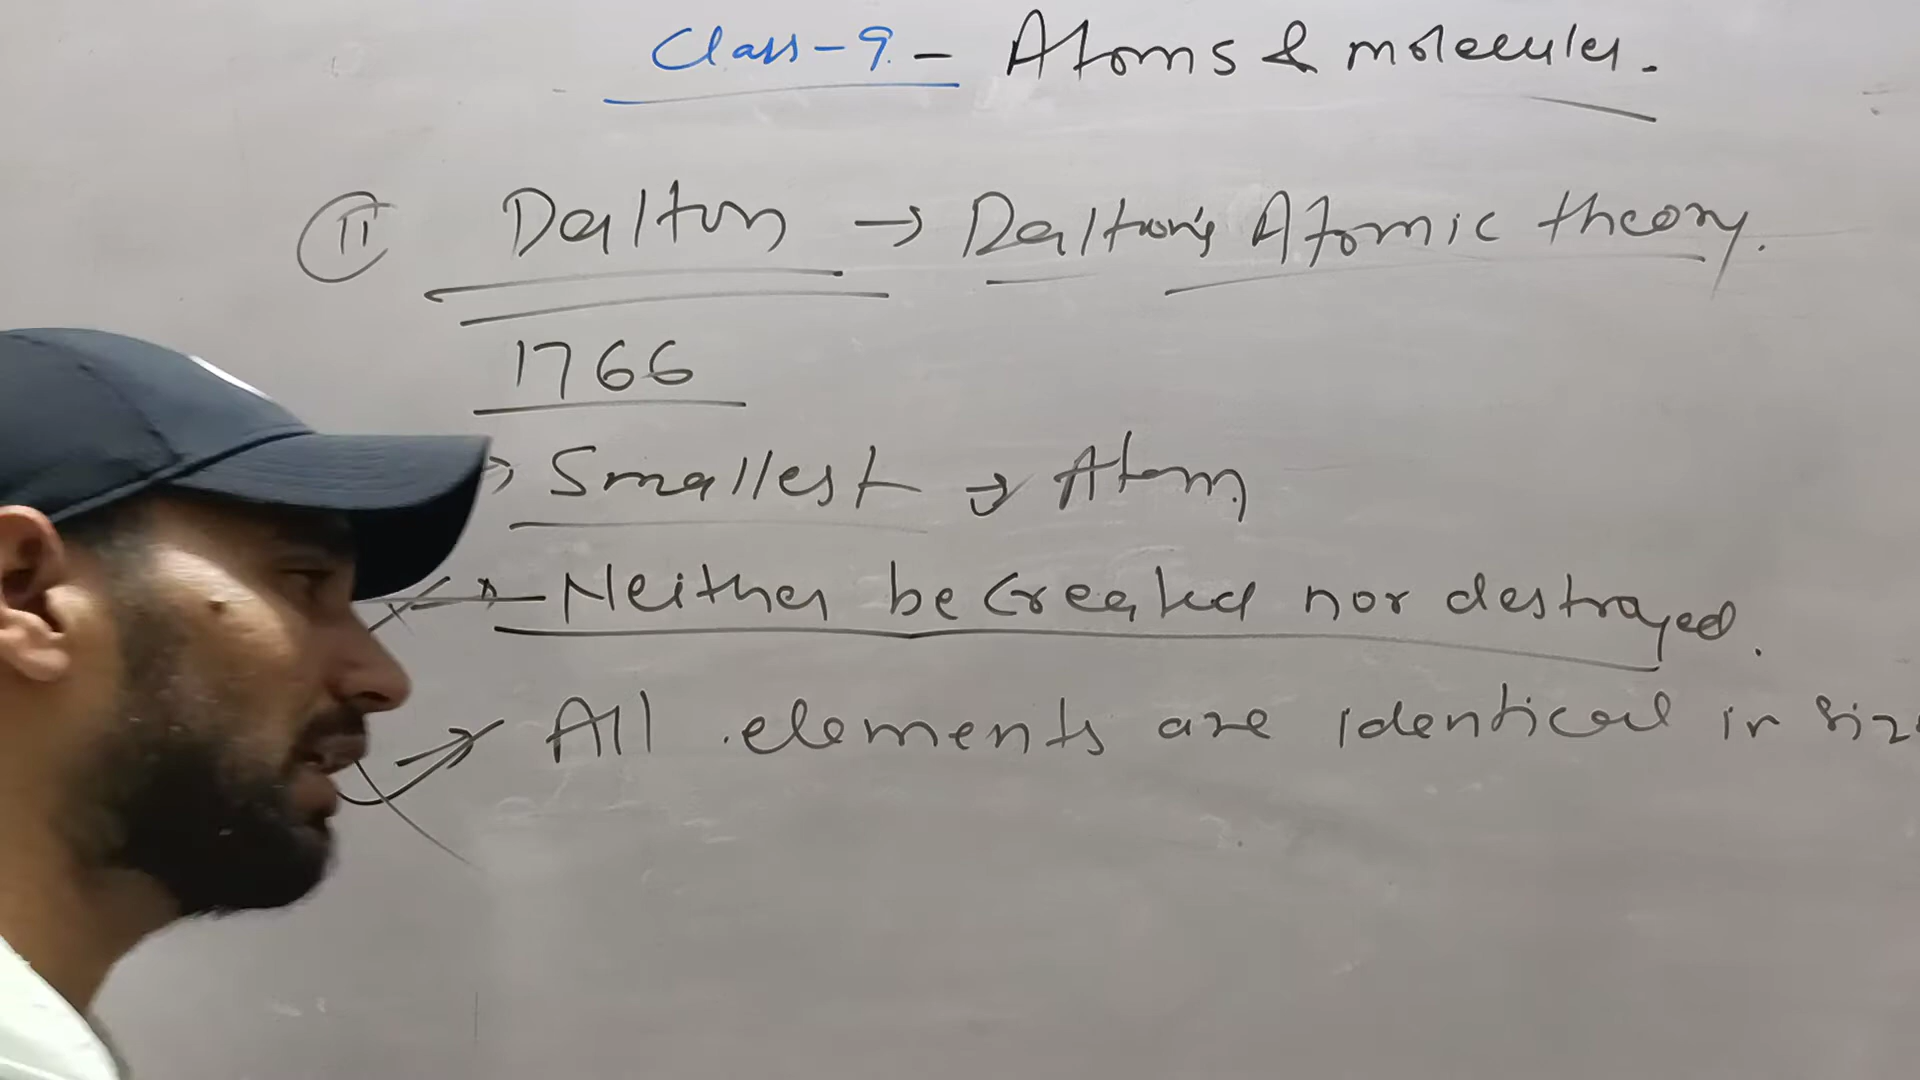 Class-9. - Atoms & molecules.
II Dalton → Dalton's Atomic theory.
1766
→ Smallest → Atom
Neither be created nor destroyed.
→ All elements are identical in siz